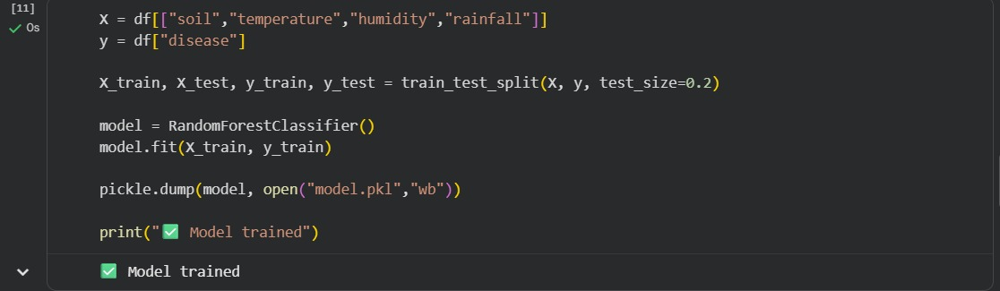 [11]
0s
X = df[["soil","temperature","humidity","rainfall"]]
y = df["disease"]
X_train, X_test, y_train, y_test = train_test_split(X, y, test_size=0.2)
model = RandomForestClassifier()
model.fit(X_train, y_train)
pickle.dump(model, open("model.pkl","wb"))
print("✅ Model trained")
✅ Model trained